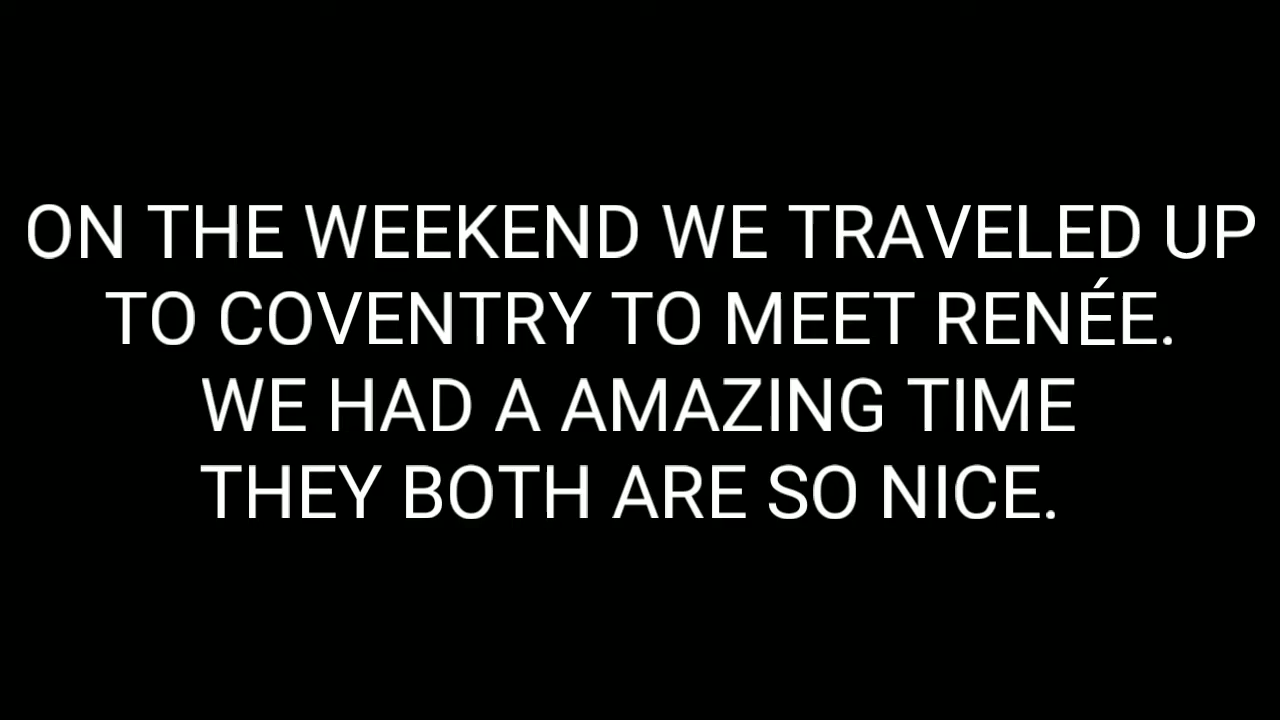 ON THE WEEKEND WE TRAVELED UP
TO COVENTRY TO MEET RENÉE.
WE HAD A AMAZING TIME
THEY BOTH ARE SO NICE.